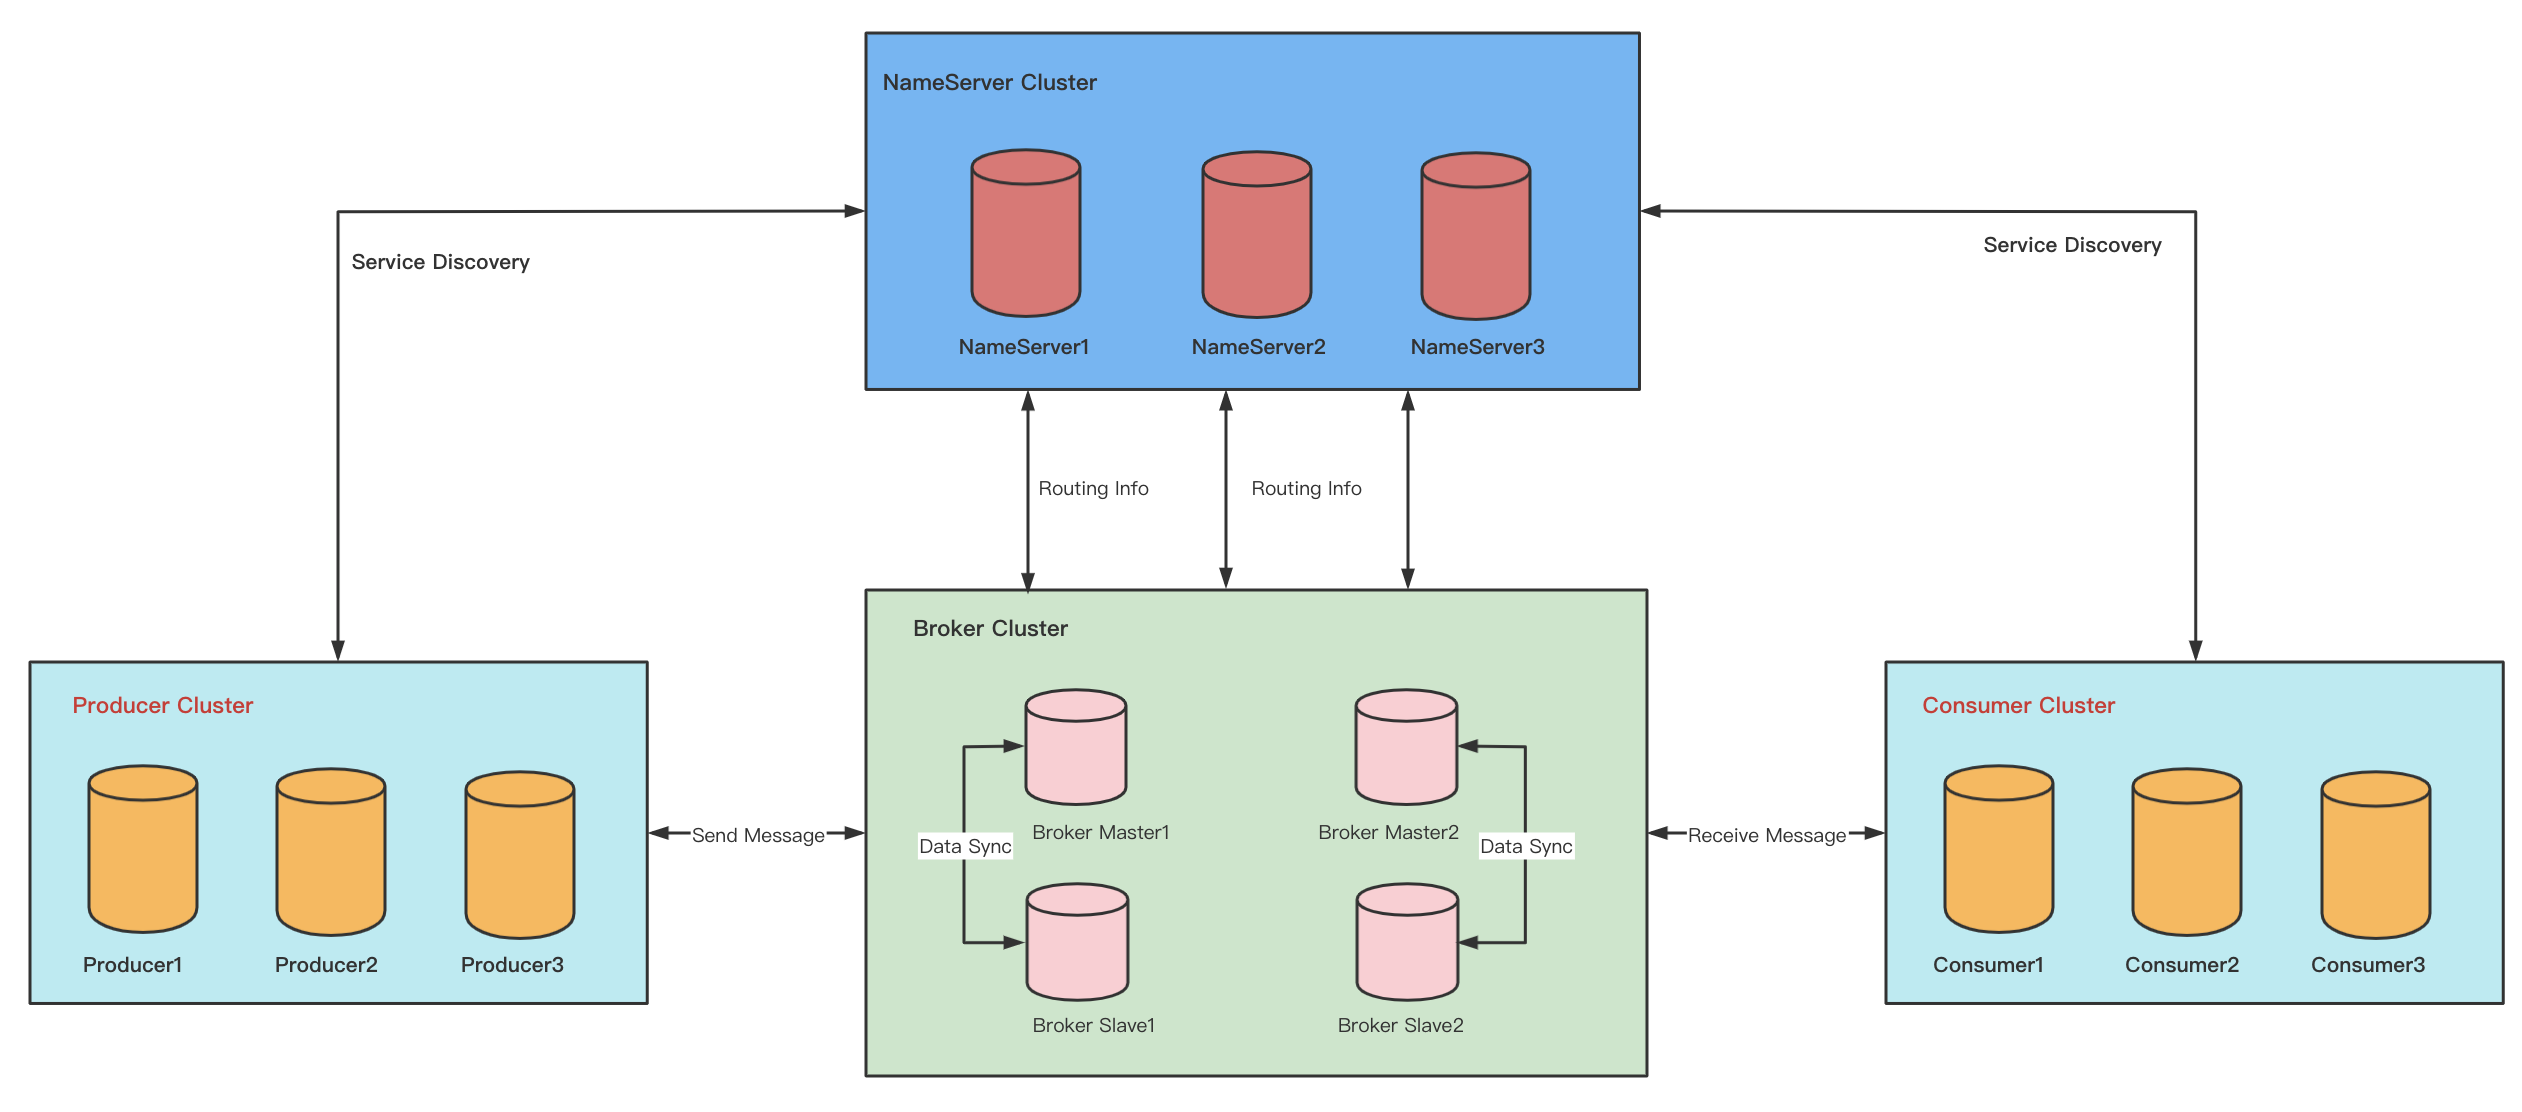 NameServer Cluster
NameServer1
NameServer2
NameServer3
Service Discovery
Service Discovery
Routing Info
Routing Info
Producer Cluster
Producer1
Producer2
Producer3
Send Message
Broker Cluster
Broker Master1
Broker Master2
Data Sync
Data Sync
Broker Slave1
Broker Slave2
Receive Message
Consumer Cluster
Consumer1
Consumer2
Consumer3